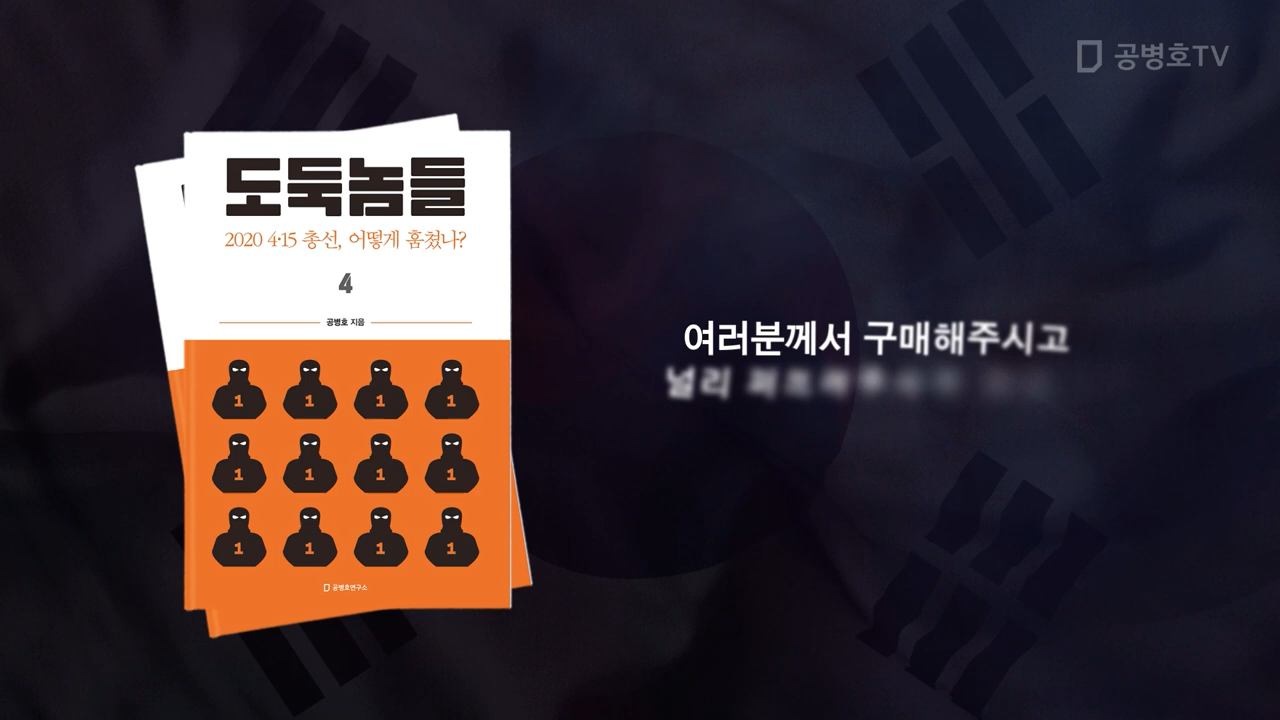 공병호TV
도둑놈들
2020 4·15 총선, 어떻게 훔쳤나?
4
공병호 지음
1 1 1 1
1 1 1 1
1 1 1 1
공병호연구소
여러분께서 구매해주시고
널리